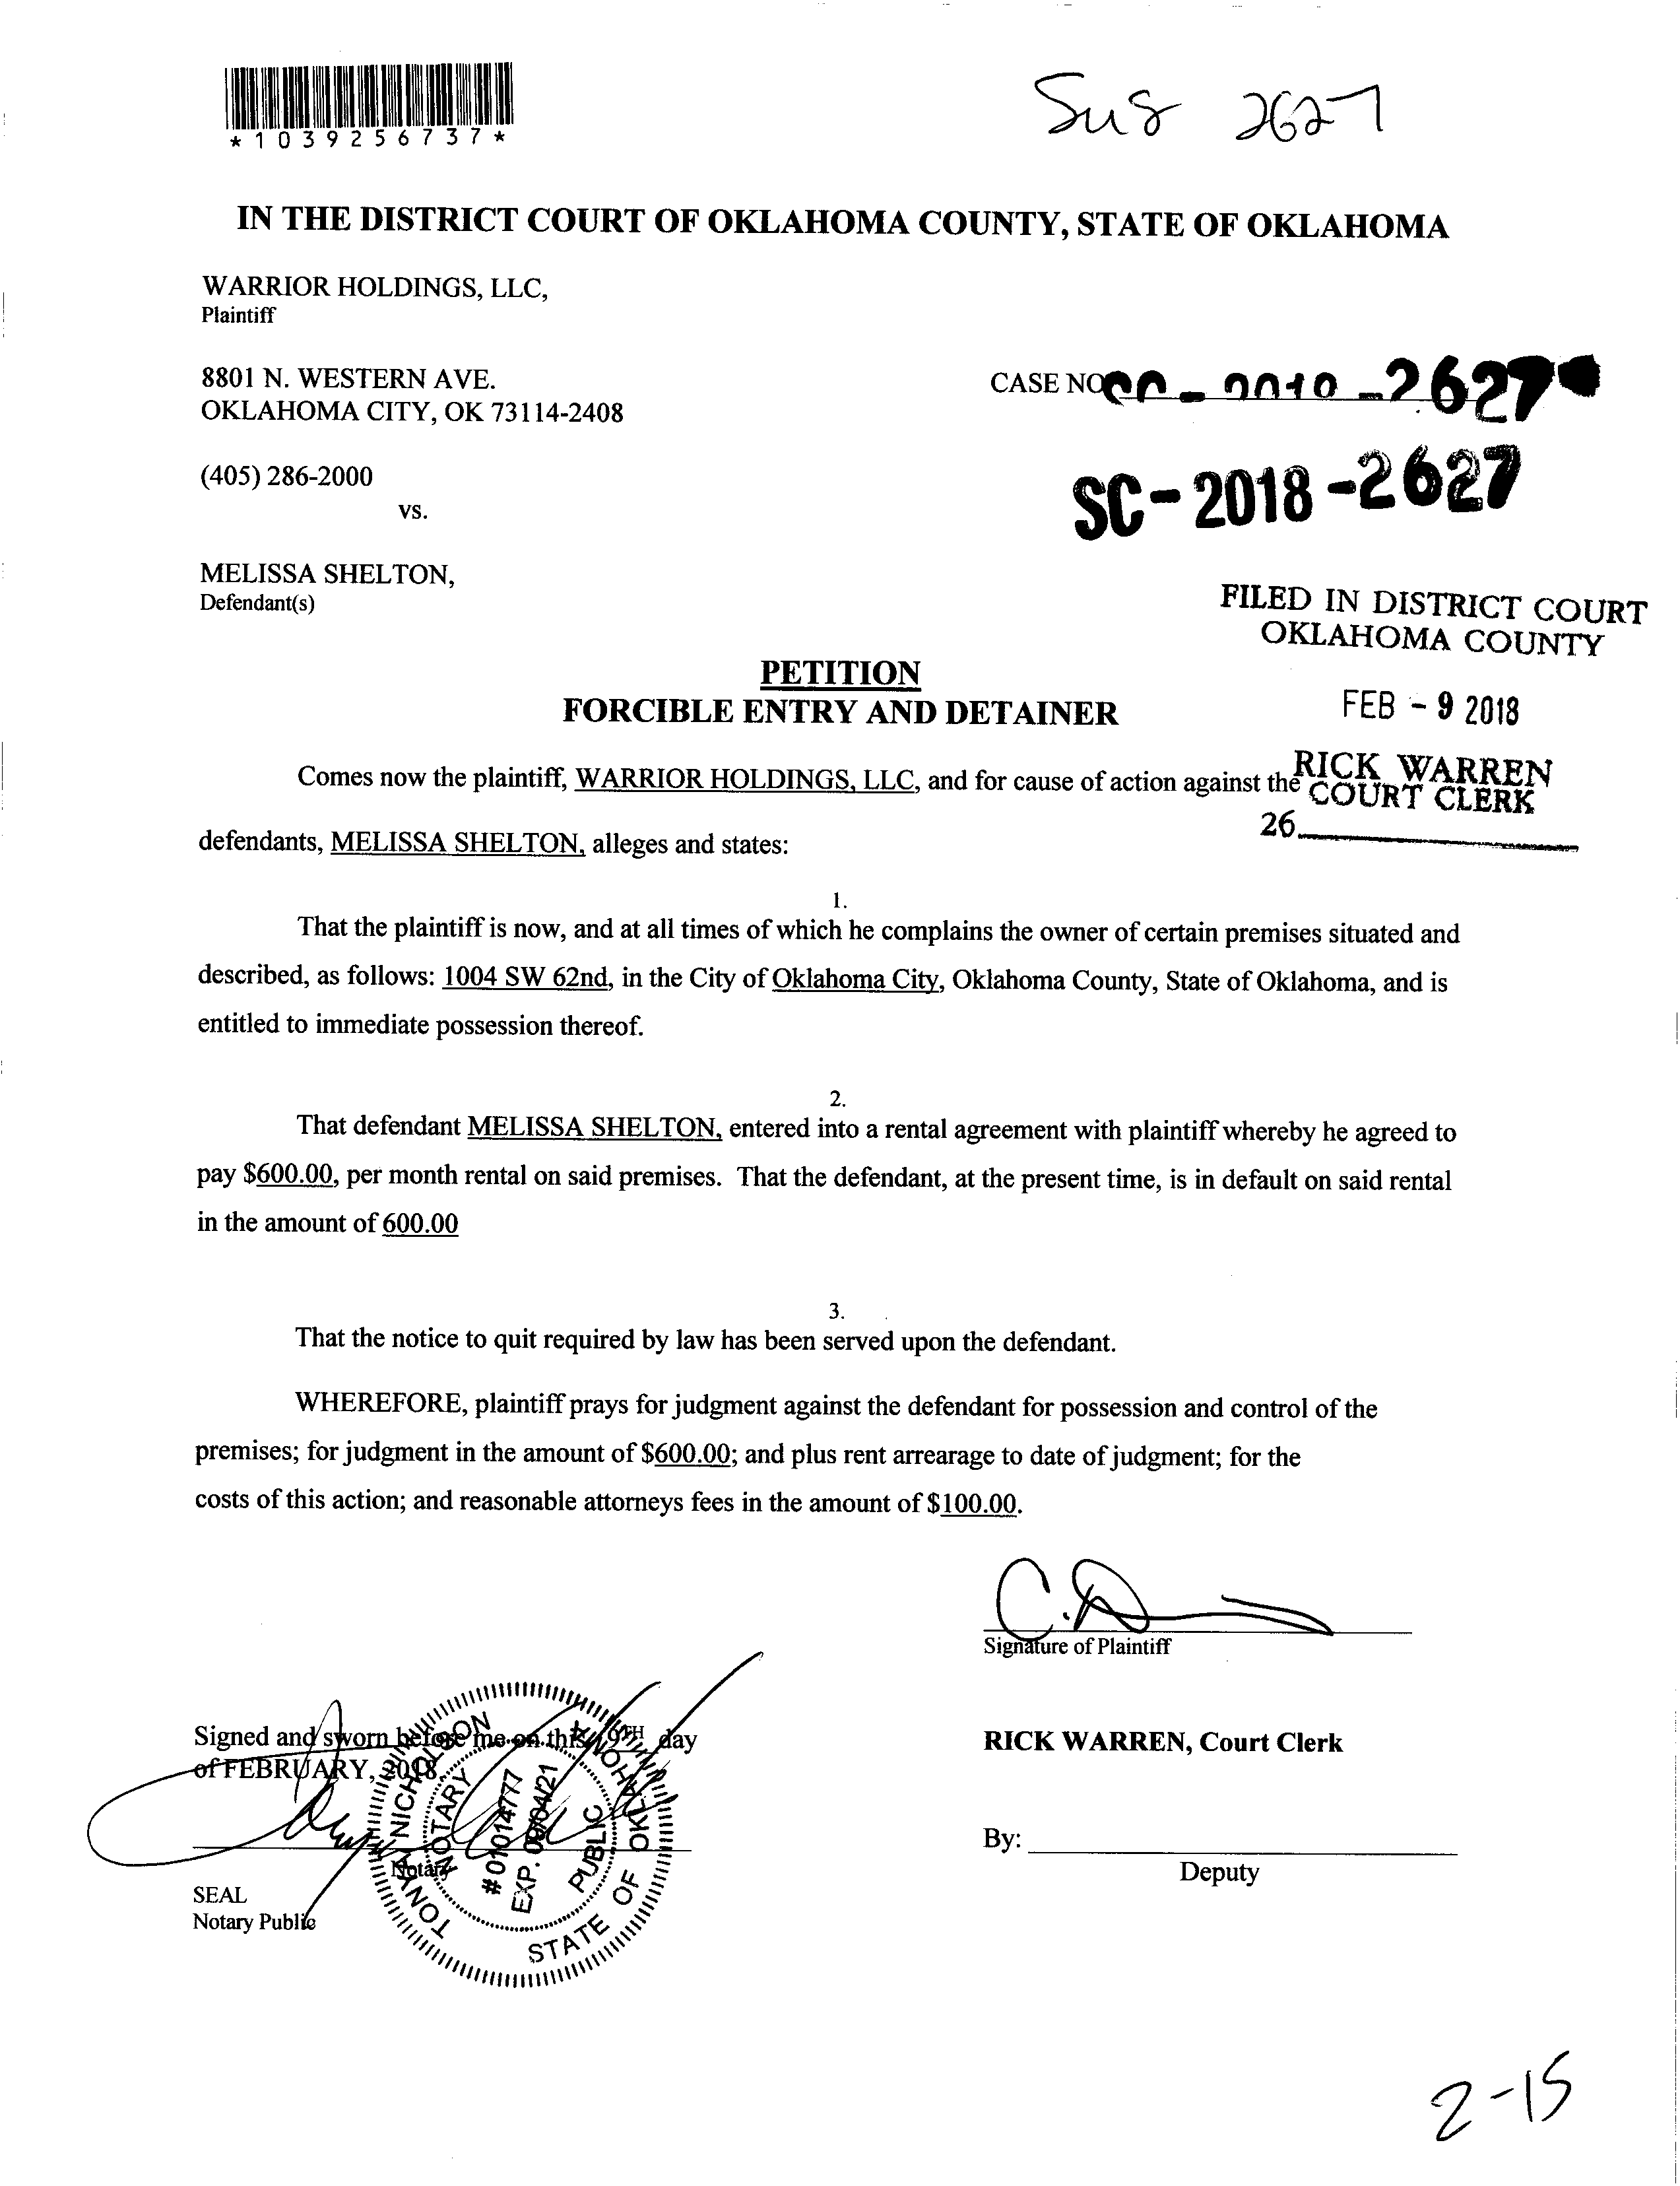 *1039256737*
2627
IN THE DISTRICT COURT OF OKLAHOMA COUNTY, STATE OF OKLAHOMA
WARRIOR HOLDINGS, LLC,
Plaintiff
8801 N. WESTERN AVE.
OKLAHOMA CITY, OK 73114-2408
CASE NO. SC-2018-2627
(405) 286-2000
SC-2018-2627
vs.
MELISSA SHELTON,
Defendant(s)
FILED IN DISTRICT COURT
OKLAHOMA COUNTY
PETITION
FORCIBLE ENTRY AND DETAINER
FEB - 9 2018
RICK WARREN
COURT CLERK
26
Comes now the plaintiff, WARRIOR HOLDINGS, LLC, and for cause of action against the
defendants, MELISSA SHELTON, alleges and states:
1.
That the plaintiff is now, and at all times of which he complains the owner of certain premises situated and
described, as follows: 1004 SW 62nd, in the City of Oklahoma City, Oklahoma County, State of Oklahoma, and is
entitled to immediate possession thereof.
2.
That defendant MELISSA SHELTON, entered into a rental agreement with plaintiff whereby he agreed to
pay $600.00, per month rental on said premises. That the defendant, at the present time, is in default on said rental
in the amount of 600.00
3.
That the notice to quit required by law has been served upon the defendant.
WHEREFORE, plaintiff prays for judgment against the defendant for possession and control of the
premises; for judgment in the amount of $600.00; and plus rent arrearage to date of judgment; for the
costs of this action; and reasonable attorneys fees in the amount of $100.00.
Signature of Plaintiff
Signed and sworn before me on this 9TH day
of FEBRUARY, 2018.
Notary
SEAL
Notary Public
TONYA NICHOLSON
NOTARY
# 01014777
EXP. 09/04/21
PUBLIC
STATE OF OKLAHOMA
RICK WARREN, Court Clerk
By:
Deputy
2-15